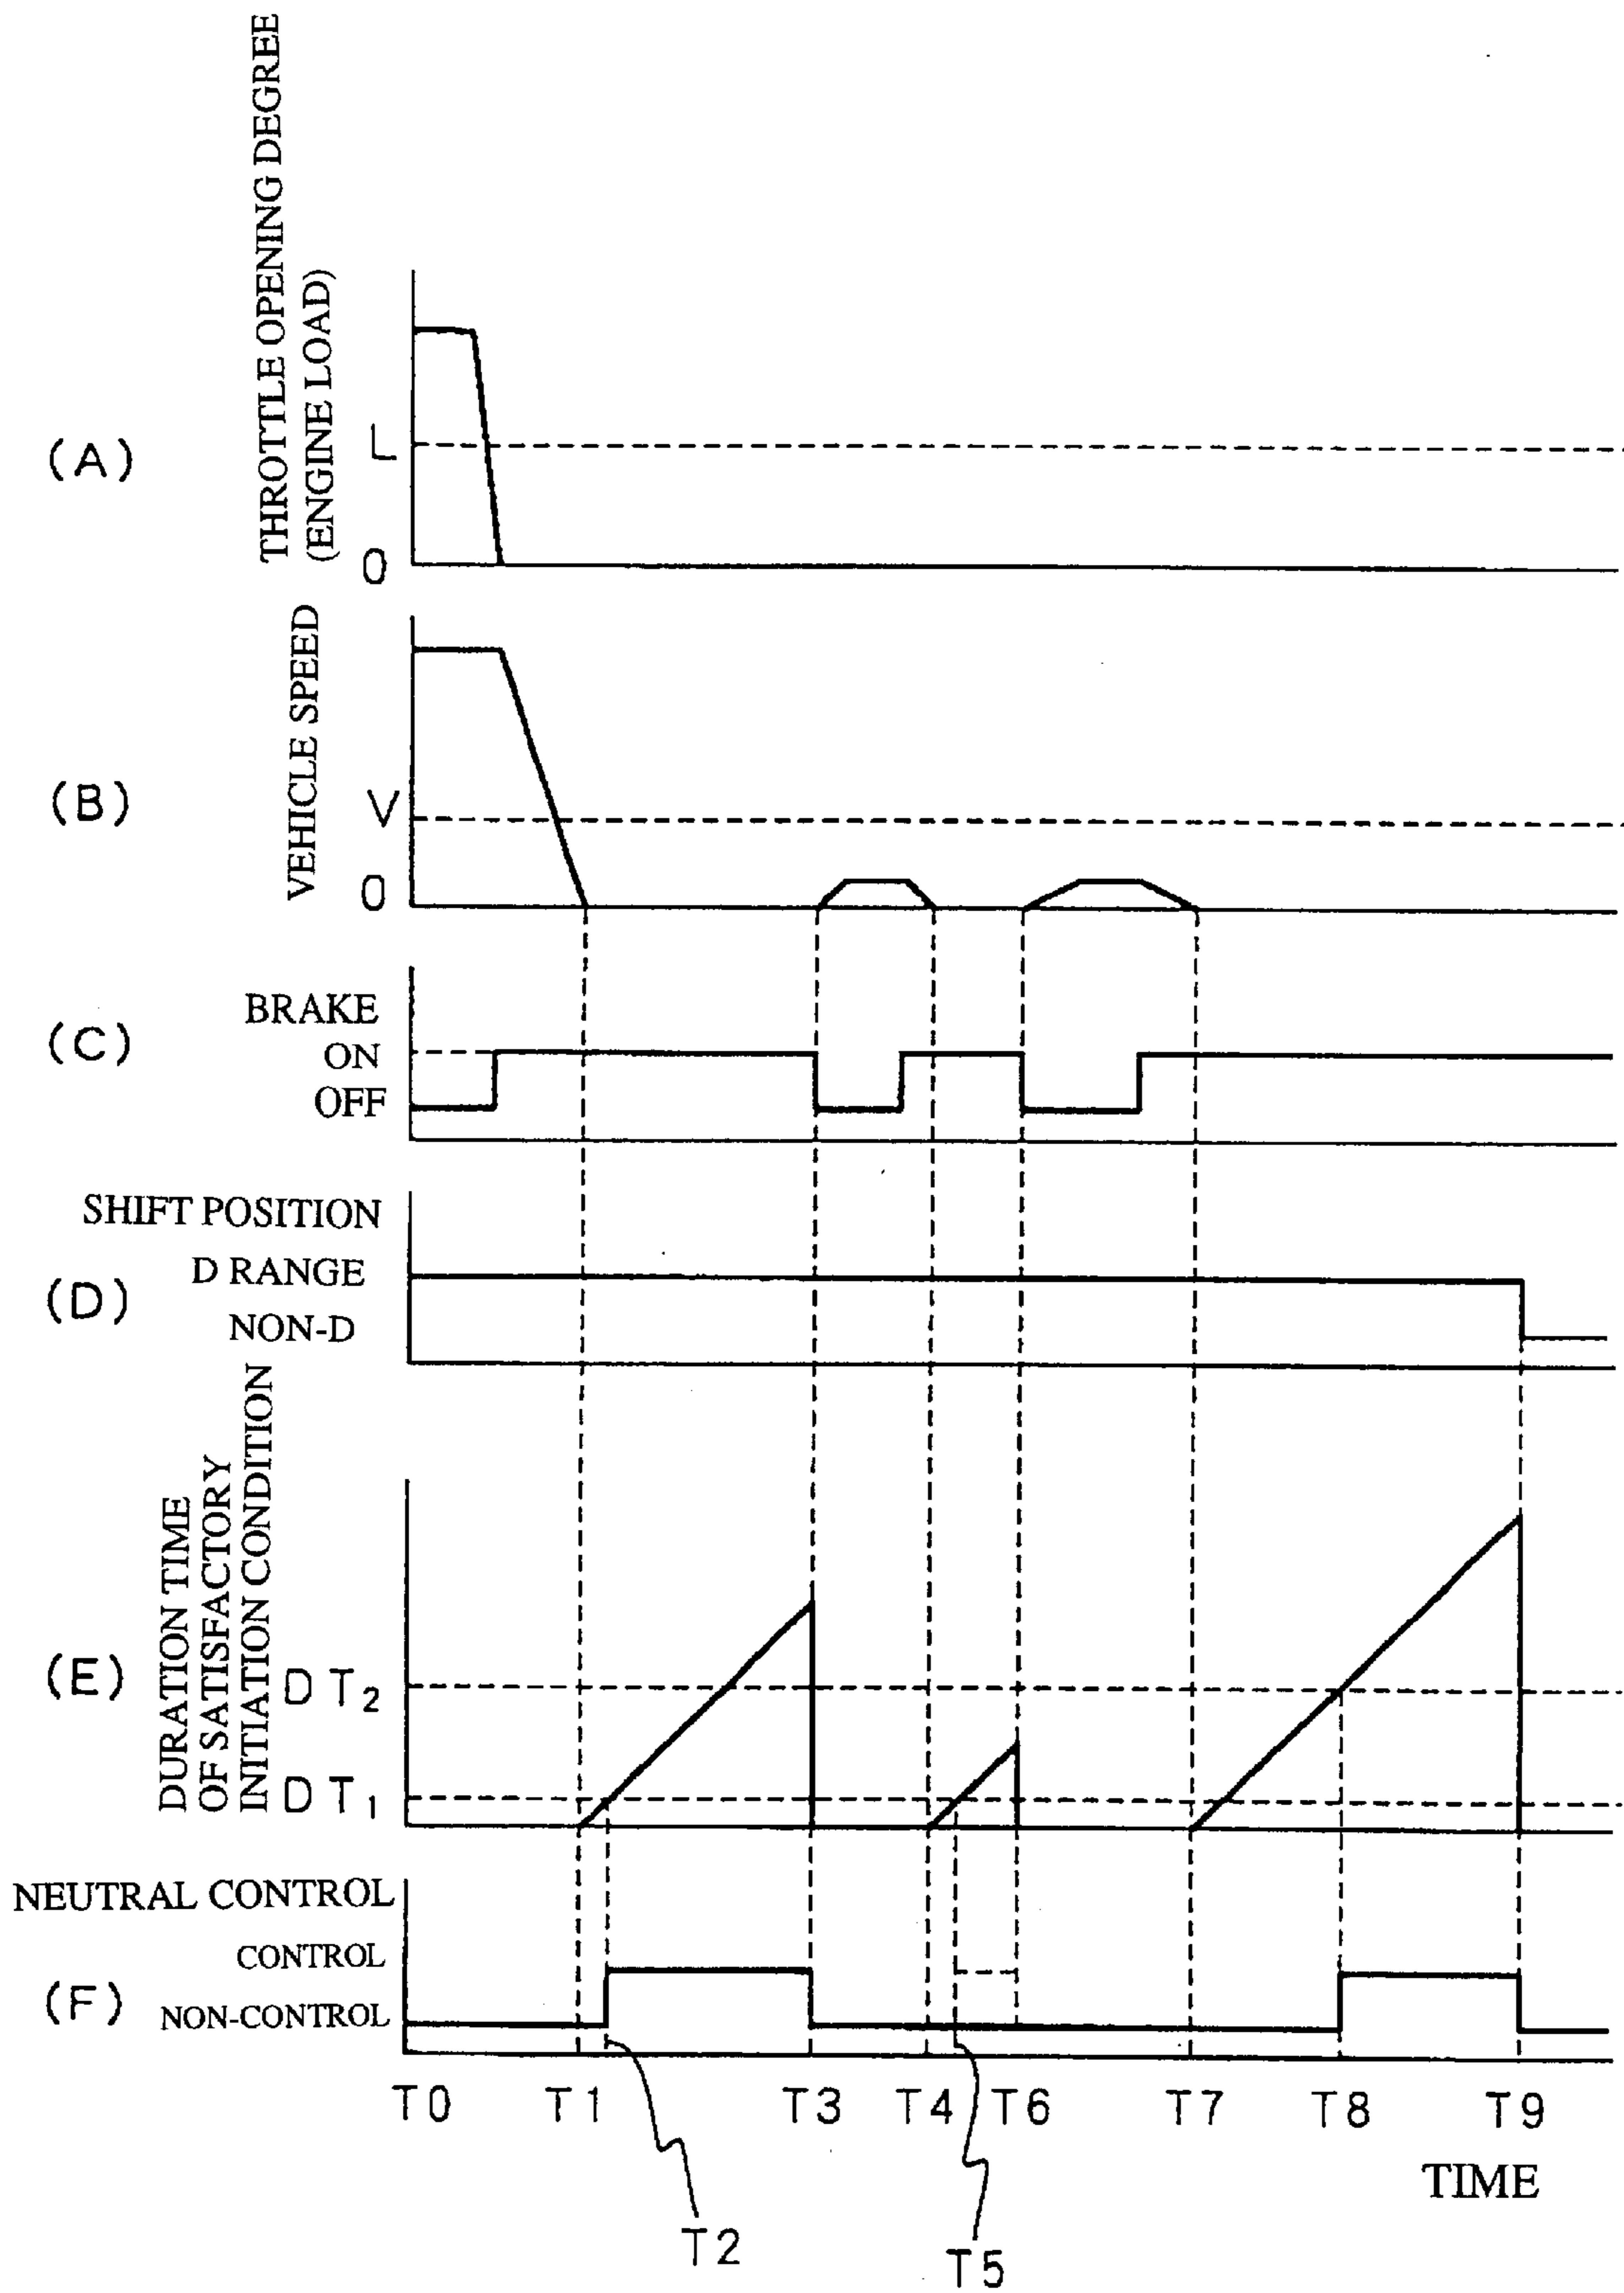 THROTTLE OPENING DEGREE
(ENGINE LOAD)
(A)
L
0
VEHICLE SPEED
(B)
V
0
(C)
BRAKE
ON
OFF
SHIFT POSITION
(D)
D RANGE
NON-D
DURATION TIME
OF SATISFACTORY
INITIATION CONDITION
(E)
DT2
DT1
NEUTRAL CONTROL
CONTROL
(F)
NON-CONTROL
T0 T1 T3 T4 T6 T7 T8 T9
TIME
T2
T5